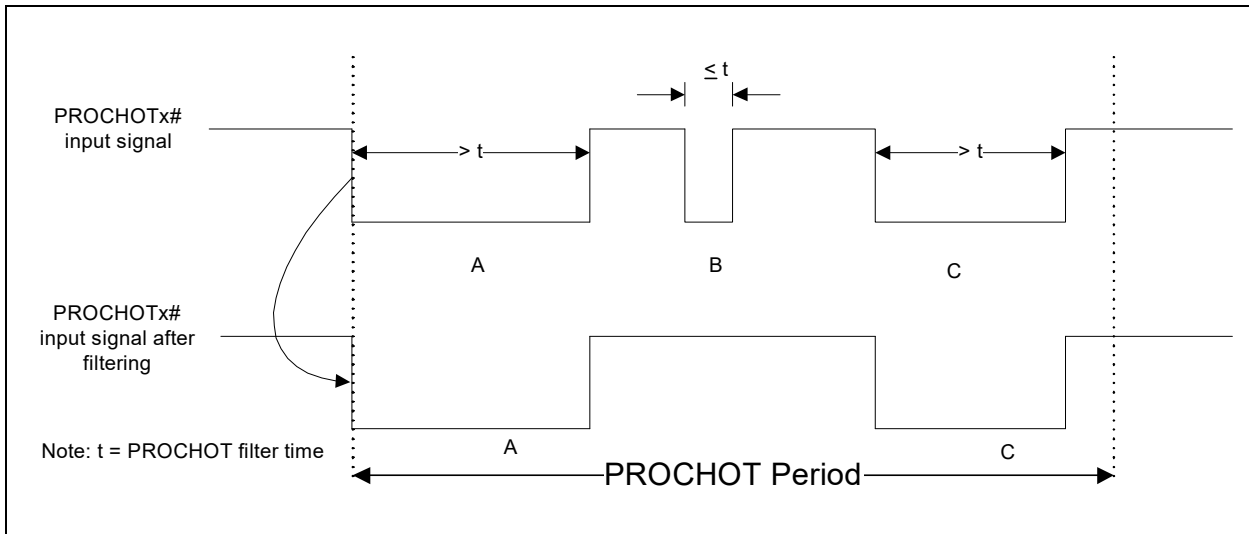 ≤ t
PROCHOTx#
input signal
> t
> t
A
B
C
PROCHOTx#
input signal after
filtering
Note: t = PROCHOT filter time
A
C
PROCHOT Period